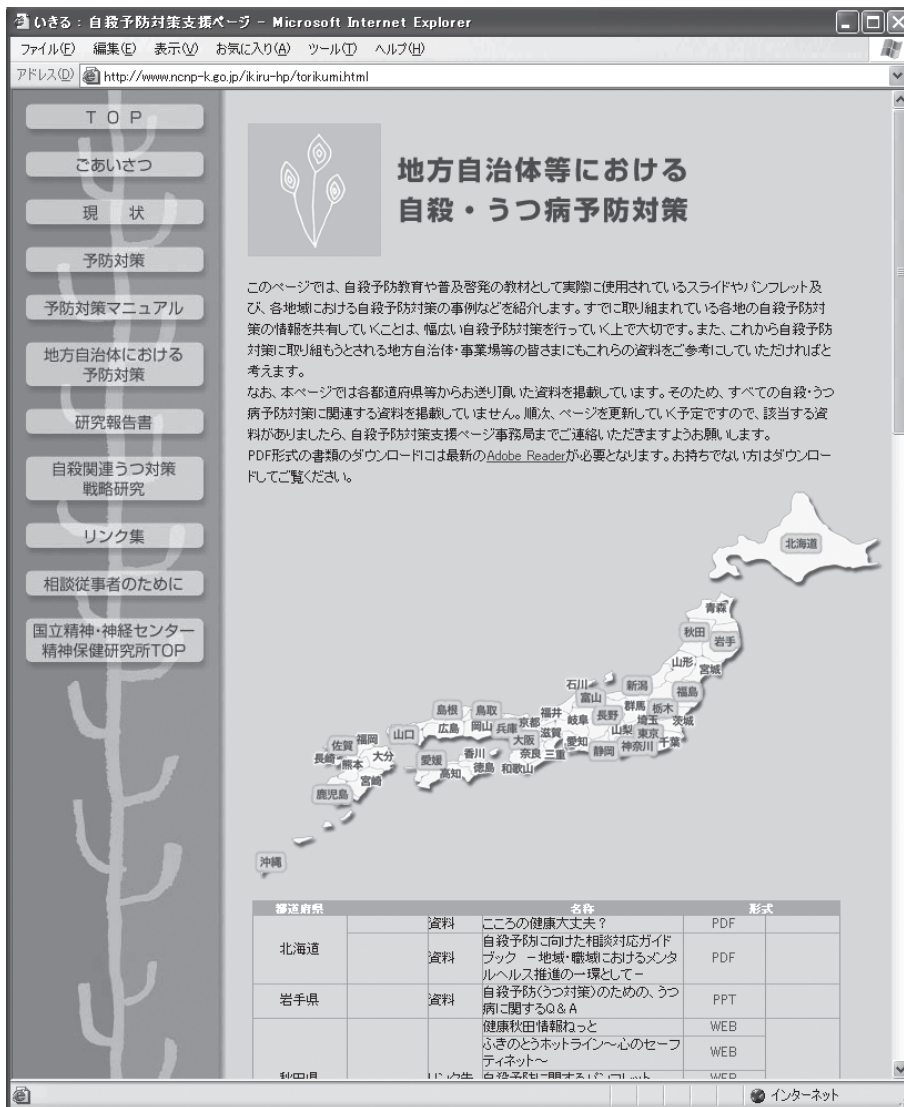 いきる：自殺予防対策支援ページ - Microsoft Internet Explorer
ファイル(F) 編集(E) 表示(V) お気に入り(A) ツール(T) ヘルプ(H)
アドレス(D) http://www.ncnp-k.go.jp/ikiru-hp/torikumi.html
TOP
ごあいさつ
現 状
予防対策
予防対策マニュアル
地方自治体における
予防対策
研究報告書
自殺関連うつ対策
戦略研究
リンク集
相談従事者のために
国立精神・神経センター
精神保健研究所TOP
地方自治体等における
自殺・うつ病予防対策
このページでは、自殺予防教育や普及啓発の教材として実際に使用されているスライドやパンフレット及
び、各地域における自殺予防対策の事例などを紹介します。すでに取り組まれている各地の自殺予防対
策の情報を共有していくことは、幅広い自殺予防対策を行っていく上で大切です。また、これから自殺予防
対策に取り組もうとされる地方自治体・事業場等の皆さまにもこれらの資料をご参考にしていただければと
考えます。
なお、本ページでは各都道府県等からお送り頂いた資料を掲載しています。そのため、すべての自殺・うつ
病予防対策に関連する資料を掲載していません。順次、ページを更新していく予定ですので、該当する資
料がありましたら、自殺予防対策支援ページ事務局までご連絡いただきますようお願いします。
PDF形式の書類のダウンロードには最新のAdobe Readerが必要となります。お持ちでない方はダウンロー
ドしてご覧ください。
北海道
青森
秋田 岩手
山形 宮城
石川 富山 新潟 福島
島根 鳥取 福井 岐阜 長野 群馬 栃木
佐賀 福岡 山口 広島 岡山 兵庫 京都 滋賀 山梨 埼玉 茨城
長崎 熊本 大分 愛媛 香川 大阪 奈良 三重 愛知 静岡 神奈川 東京 千葉
宮崎 高知 徳島 和歌山
鹿児島
沖縄
都道府県 名称 形式
北海道 資料 こころの健康大丈夫？ PDF
資料 自殺予防に向けた相談対応ガイド
ブック －地域・職域におけるメンタ
ルヘルス推進の一環として－ PDF
岩手県 資料 自殺予防(うつ対策)のための、うつ
病に関するQ&A PPT
健康秋田情報ねっと WEB
ふきのとうホットライン～心のセーフ
ティネット～ WEB
秋田県 リンク先 自殺予防に関するパンフレット WEB
インターネット